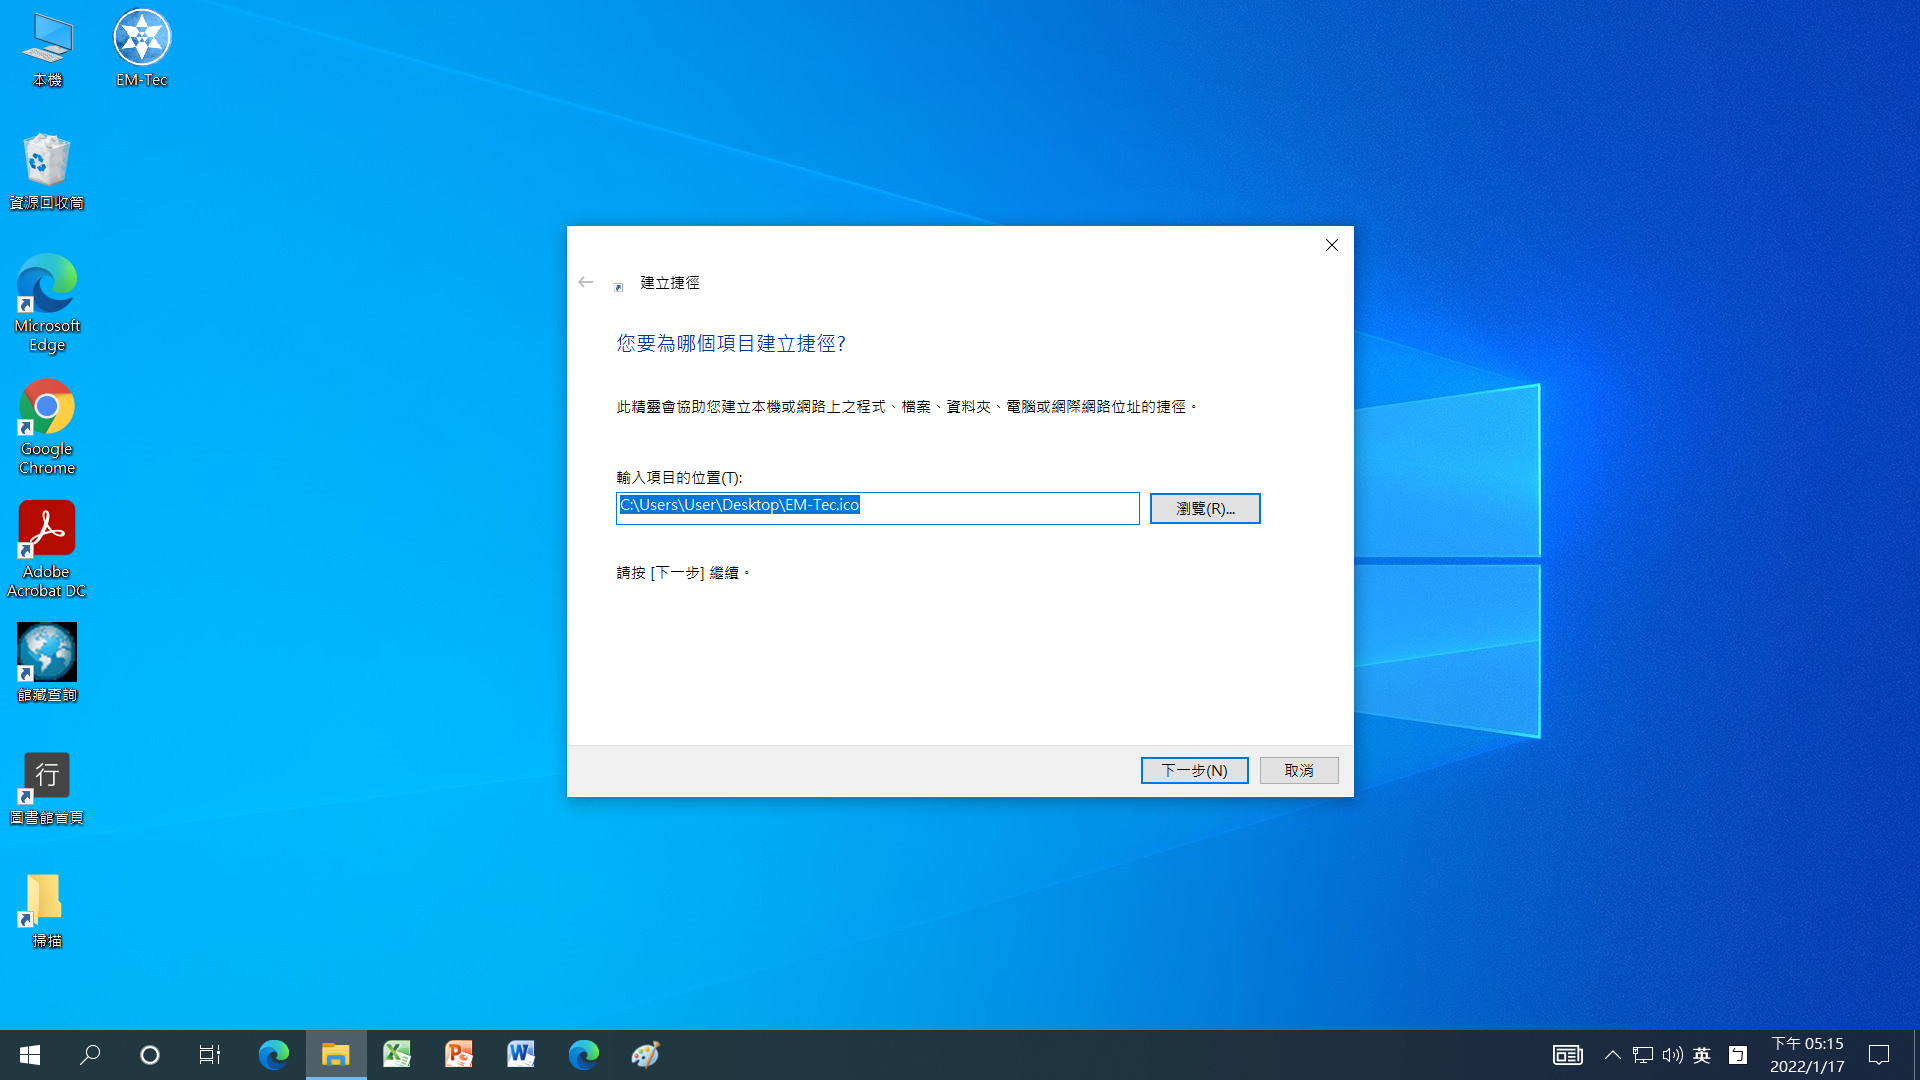 本機
EM-Tec
資源回收筒
Microsoft
Edge
Google
Chrome
Adobe
Acrobat DC
館藏查詢
行
圖書館首頁
掃描
建立捷徑
您要為哪個項目建立捷徑?
此精靈會協助您建立本機或網路上之程式、檔案、資料夾、電腦或網際網路位址的捷徑。
輸入項目的位置(T):
C:\Users\User\Desktop\EM-Tec.ico
瀏覽(R)...
請按 [下一步] 繼續。
下一步(N)
取消
英
ㄅ
下午 05:15
2022/1/17